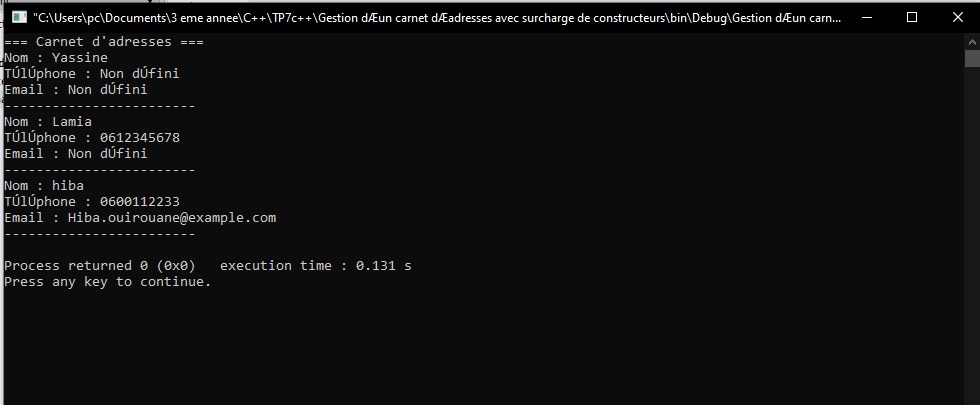 "C:\Users\pc\Documents\3 eme annee\C++\TP7c++\Gestion dÆun carnet dÆadresses avec surcharge de constructeurs\bin\Debug\Gestion dÆun carn...
=== Carnet d'adresses ===
Nom : Yassine
TÚlÚphone : Non dÚfini
Email : Non dÚfini
------------------------
Nom : Lamia
TÚlÚphone : 0612345678
Email : Non dÚfini
------------------------
Nom : hiba
TÚlÚphone : 0600112233
Email : Hiba.ouirouane@example.com
------------------------
Process returned 0 (0x0)   execution time : 0.131 s
Press any key to continue.